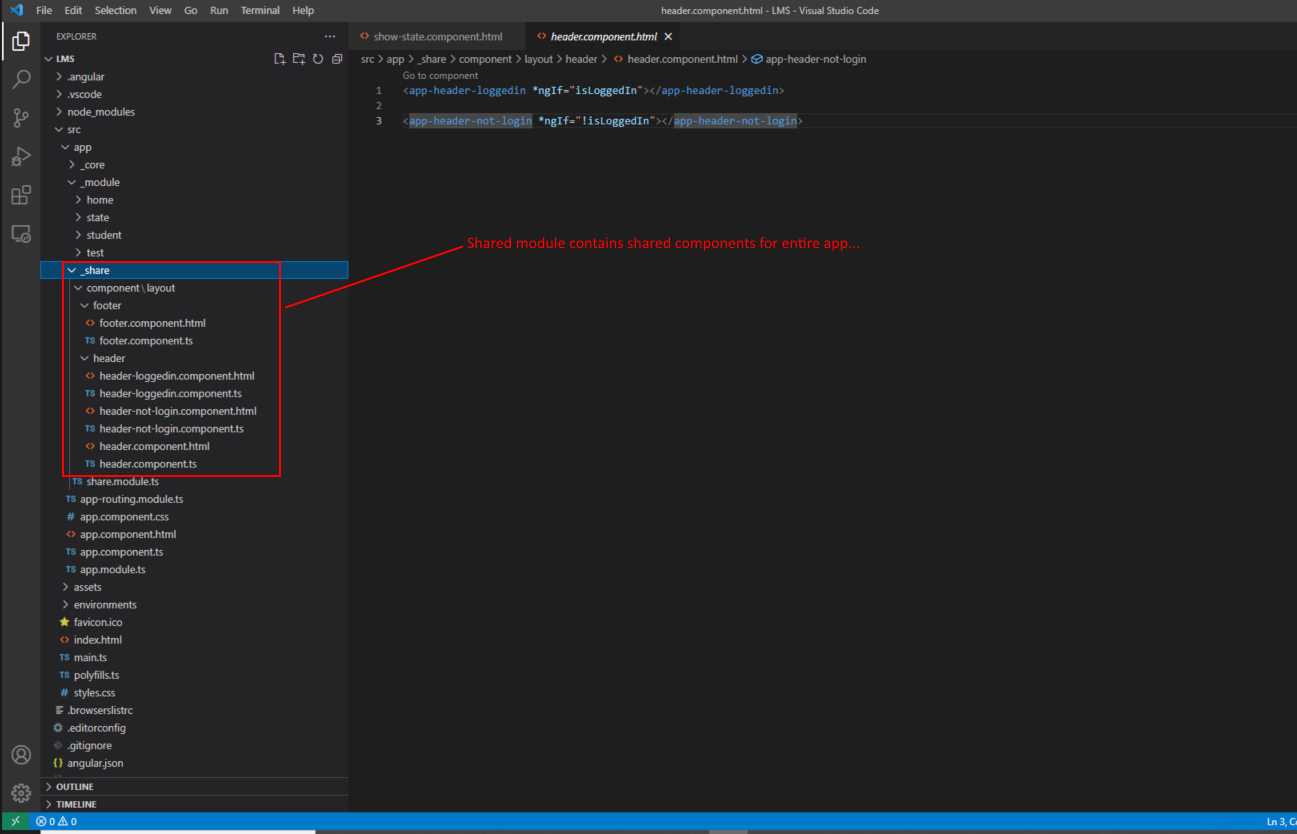 File Edit Selection View Go Run Terminal Help
header.component.html - LMS - Visual Studio Code
EXPLORER
LMS
.angular
.vscode
node_modules
src
app
_core
_module
home
state
student
test
_share
component\layout
footer
footer.component.html
TS footer.component.ts
header
header-loggedin.component.html
TS header-loggedin.component.ts
header-not-login.component.html
TS header-not-login.component.ts
header.component.html
TS header.component.ts
TS share.module.ts
TS app-routing.module.ts
# app.component.css
app.component.html
TS app.component.ts
TS app.module.ts
assets
environments
favicon.ico
index.html
TS main.ts
TS polyfills.ts
# styles.css
.browserslistrc
.editorconfig
.gitignore
{} angular.json
OUTLINE
TIMELINE
show-state.component.html
header.component.html
src > app > _share > component > layout > header > header.component.html > app-header-not-login
Go to component
1 <app-header-loggedin *ngIf="isLoggedIn"></app-header-loggedin>
2
3 <app-header-not-login *ngIf="!isLoggedIn"></app-header-not-login>
Shared module contains shared components for entire app...
0 0
Ln 3,